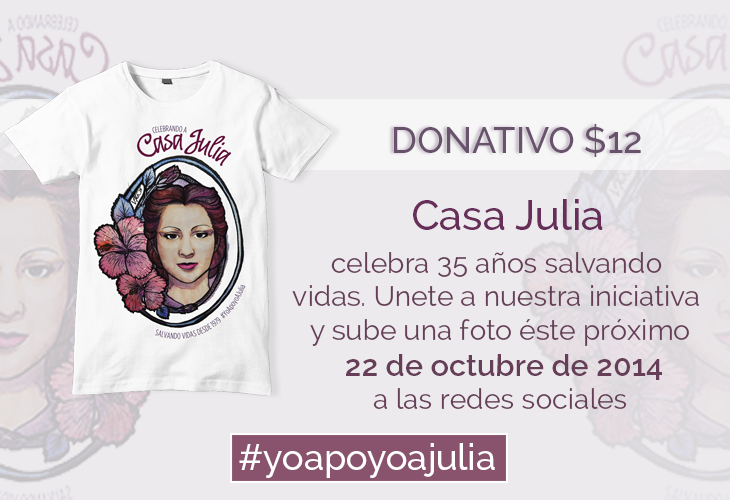 CELEBRANDO A
Casa Julia
Vive
SALVANDO VIDAS DESDE 1979 #YoApoyoAJulia
DONATIVO $12
Casa Julia
celebra 35 años salvando
vidas. Unete a nuestra iniciativa
y sube una foto éste próximo
22 de octubre de 2014
a las redes sociales
#yoapoyoajulia